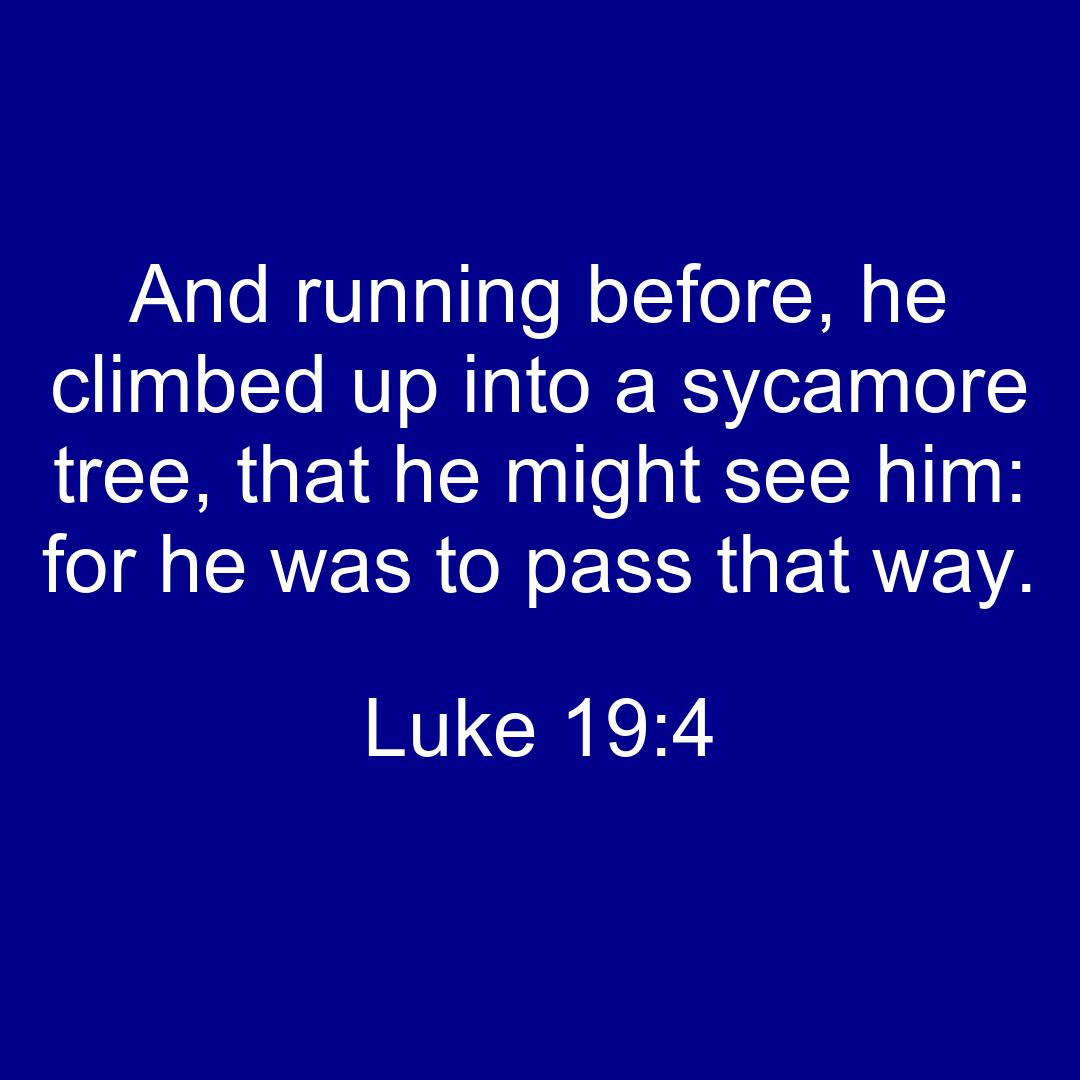 And running before, he
climbed up into a sycamore
tree, that he might see him:
for he was to pass that way.
Luke 19:4